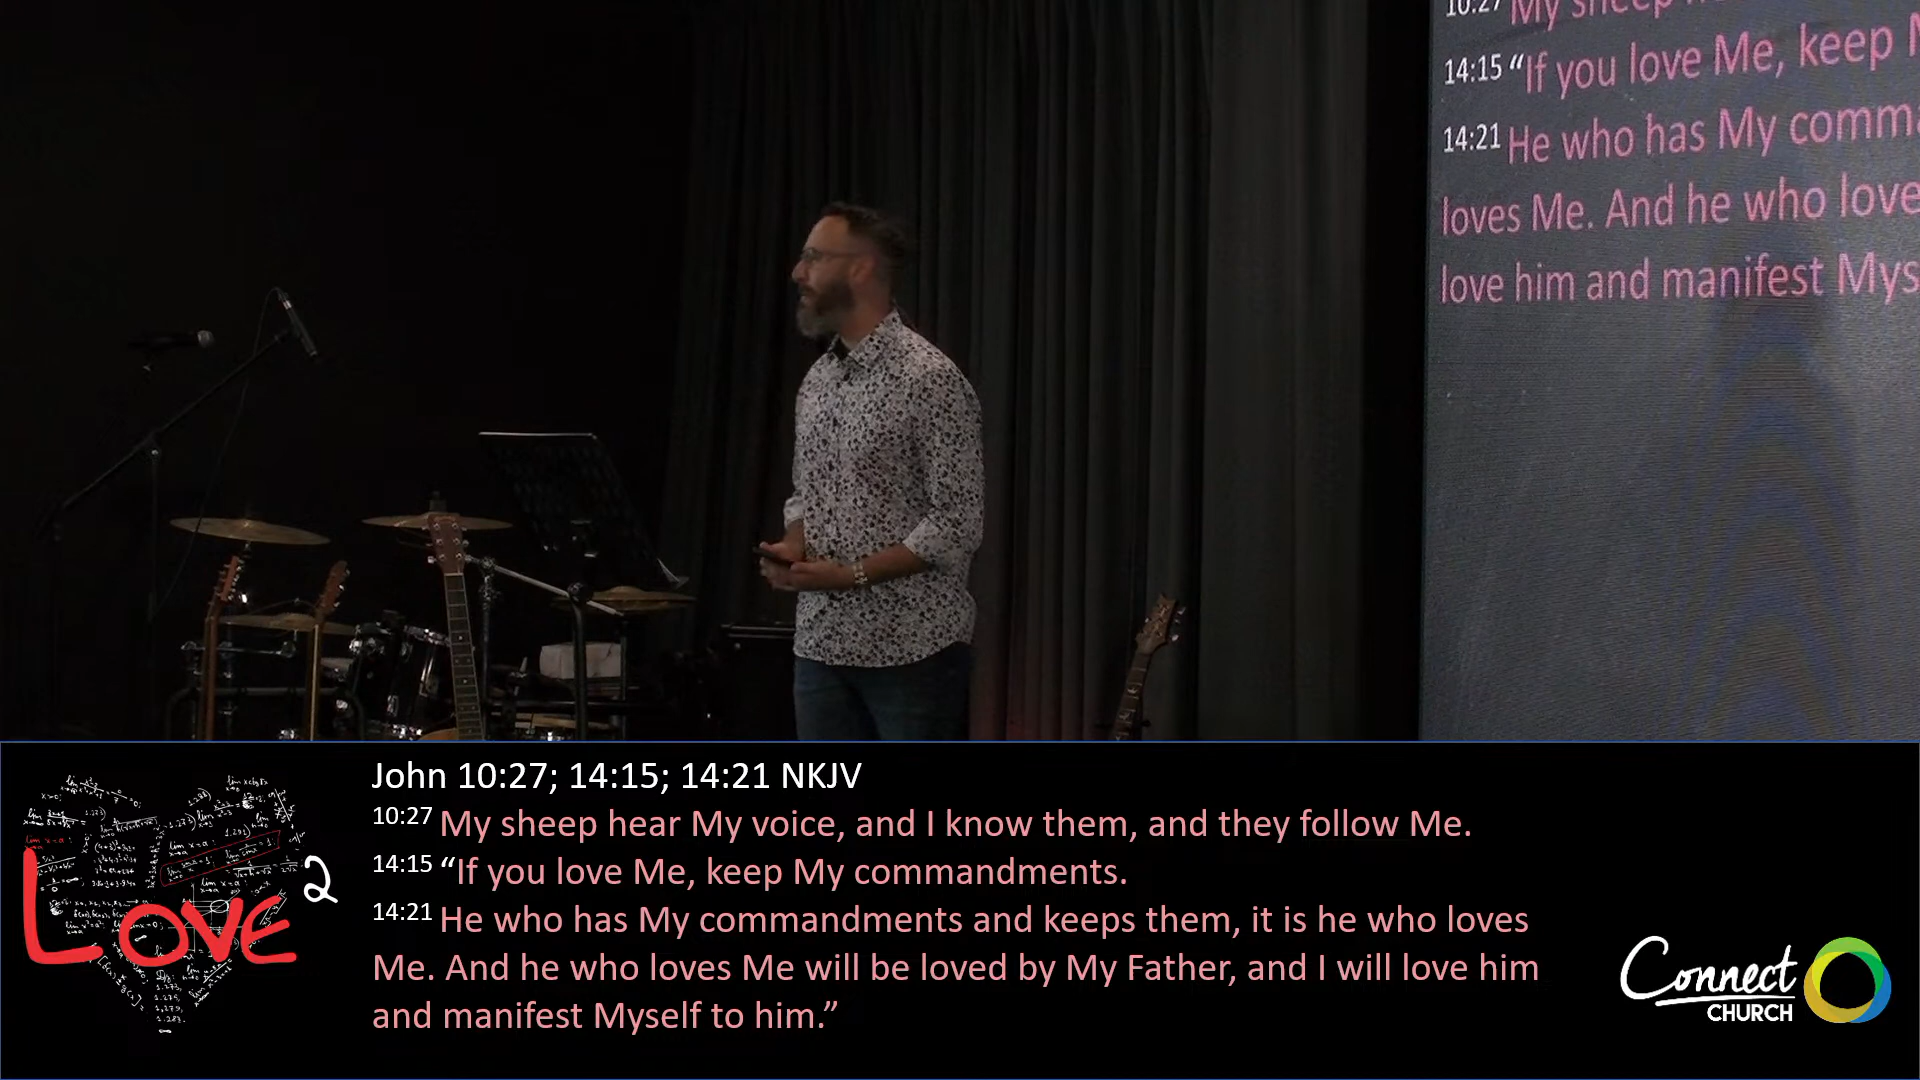 10:27 My sheep
14:15 “If you love Me, keep
14:21 He who has My comm
loves Me. And he who love
love him and manifest Mys
John 10:27; 14:15; 14:21 NKJV
10:27 My sheep hear My voice, and I know them, and they follow Me.
14:15 “If you love Me, keep My commandments.
14:21 He who has My commandments and keeps them, it is he who loves
Me. And he who loves Me will be loved by My Father, and I will love him
and manifest Myself to him.”
LOVE 2
Connect
CHURCH